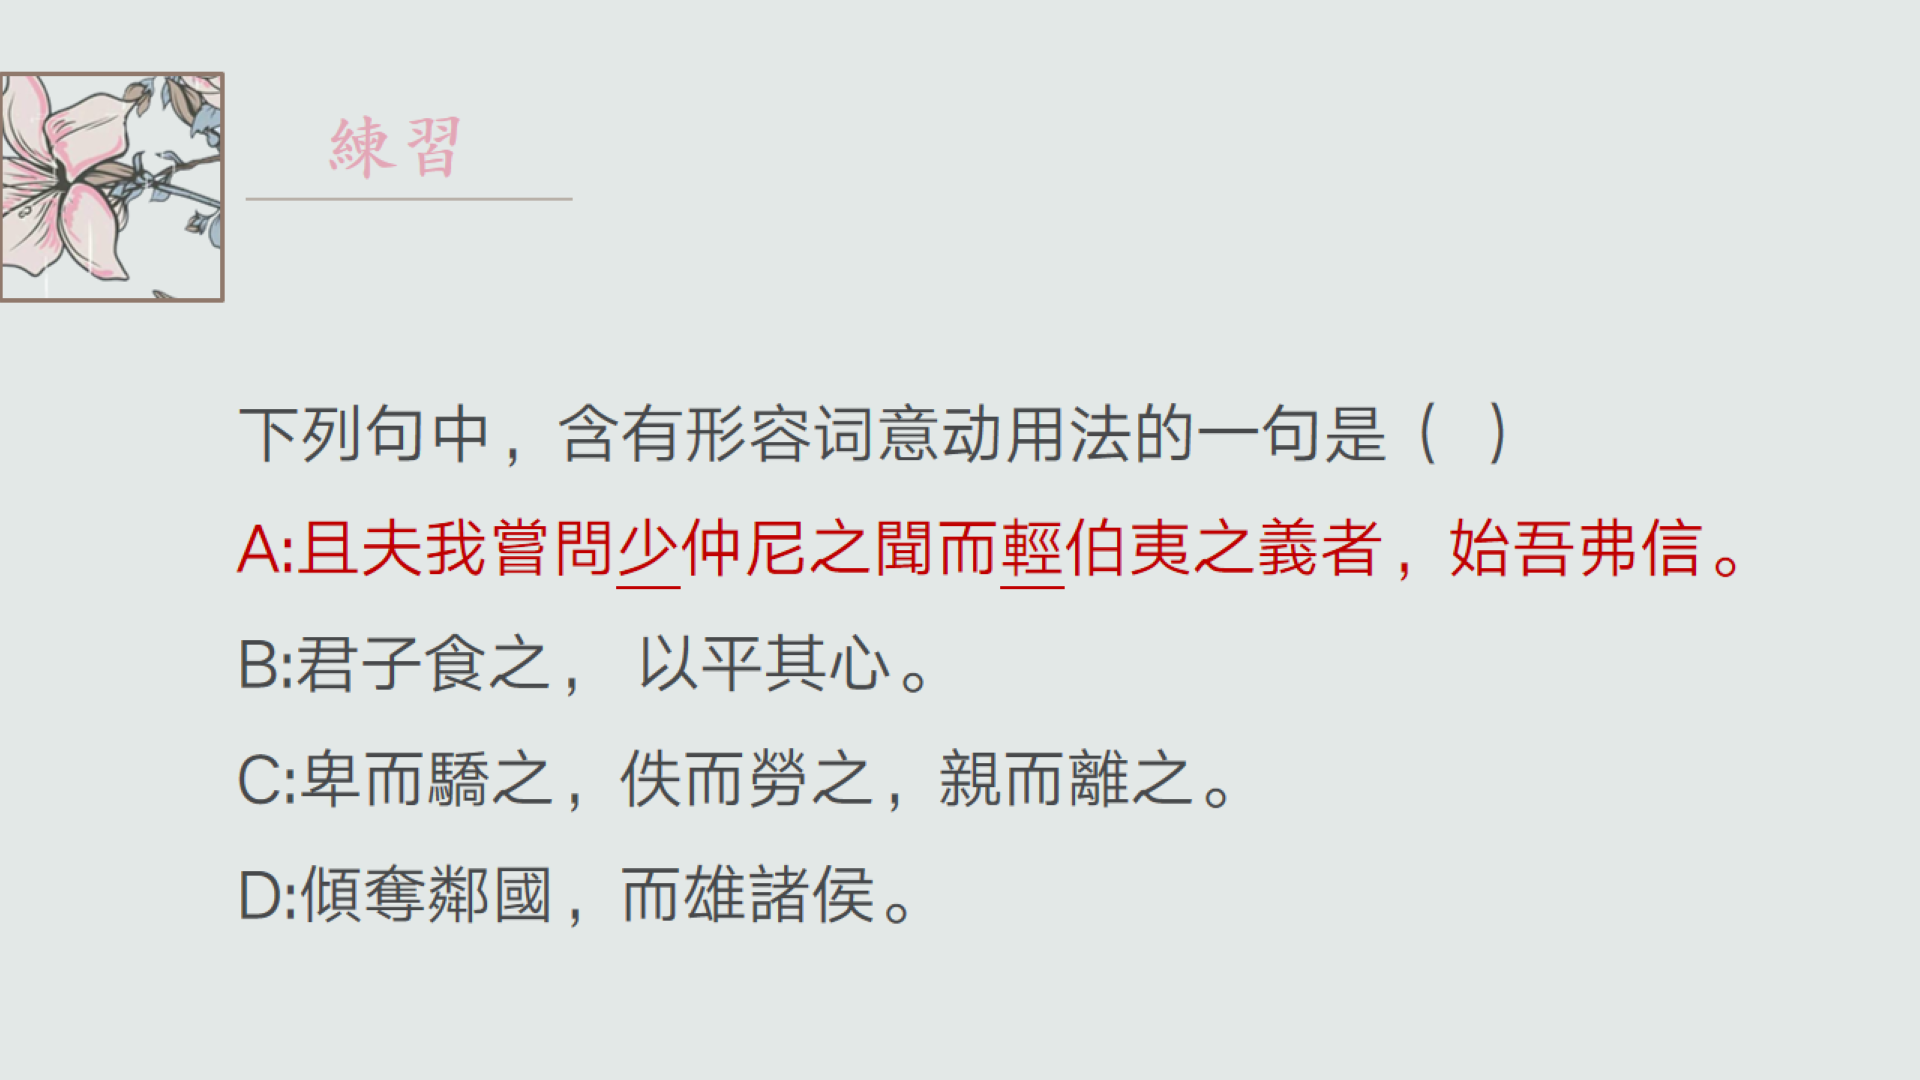 練習
下列句中，含有形容词意动用法的一句是（ ）
A:且夫我嘗問少仲尼之聞而輕伯夷之義者，始吾弗信。
B:君子食之， 以平其心。
C:卑而驕之，佚而勞之，親而離之。
D:傾奪鄰國，而雄諸侯。